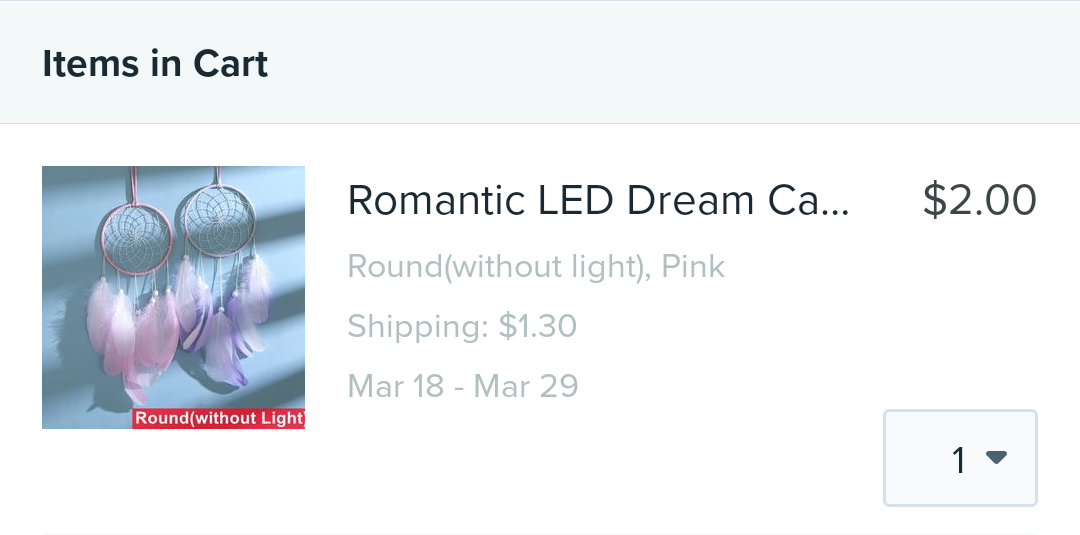 Items in Cart
Romantic LED Dream Ca... $2.00
Round(without light), Pink
Shipping: $1.30
Mar 18 - Mar 29
Round(without Light)
1